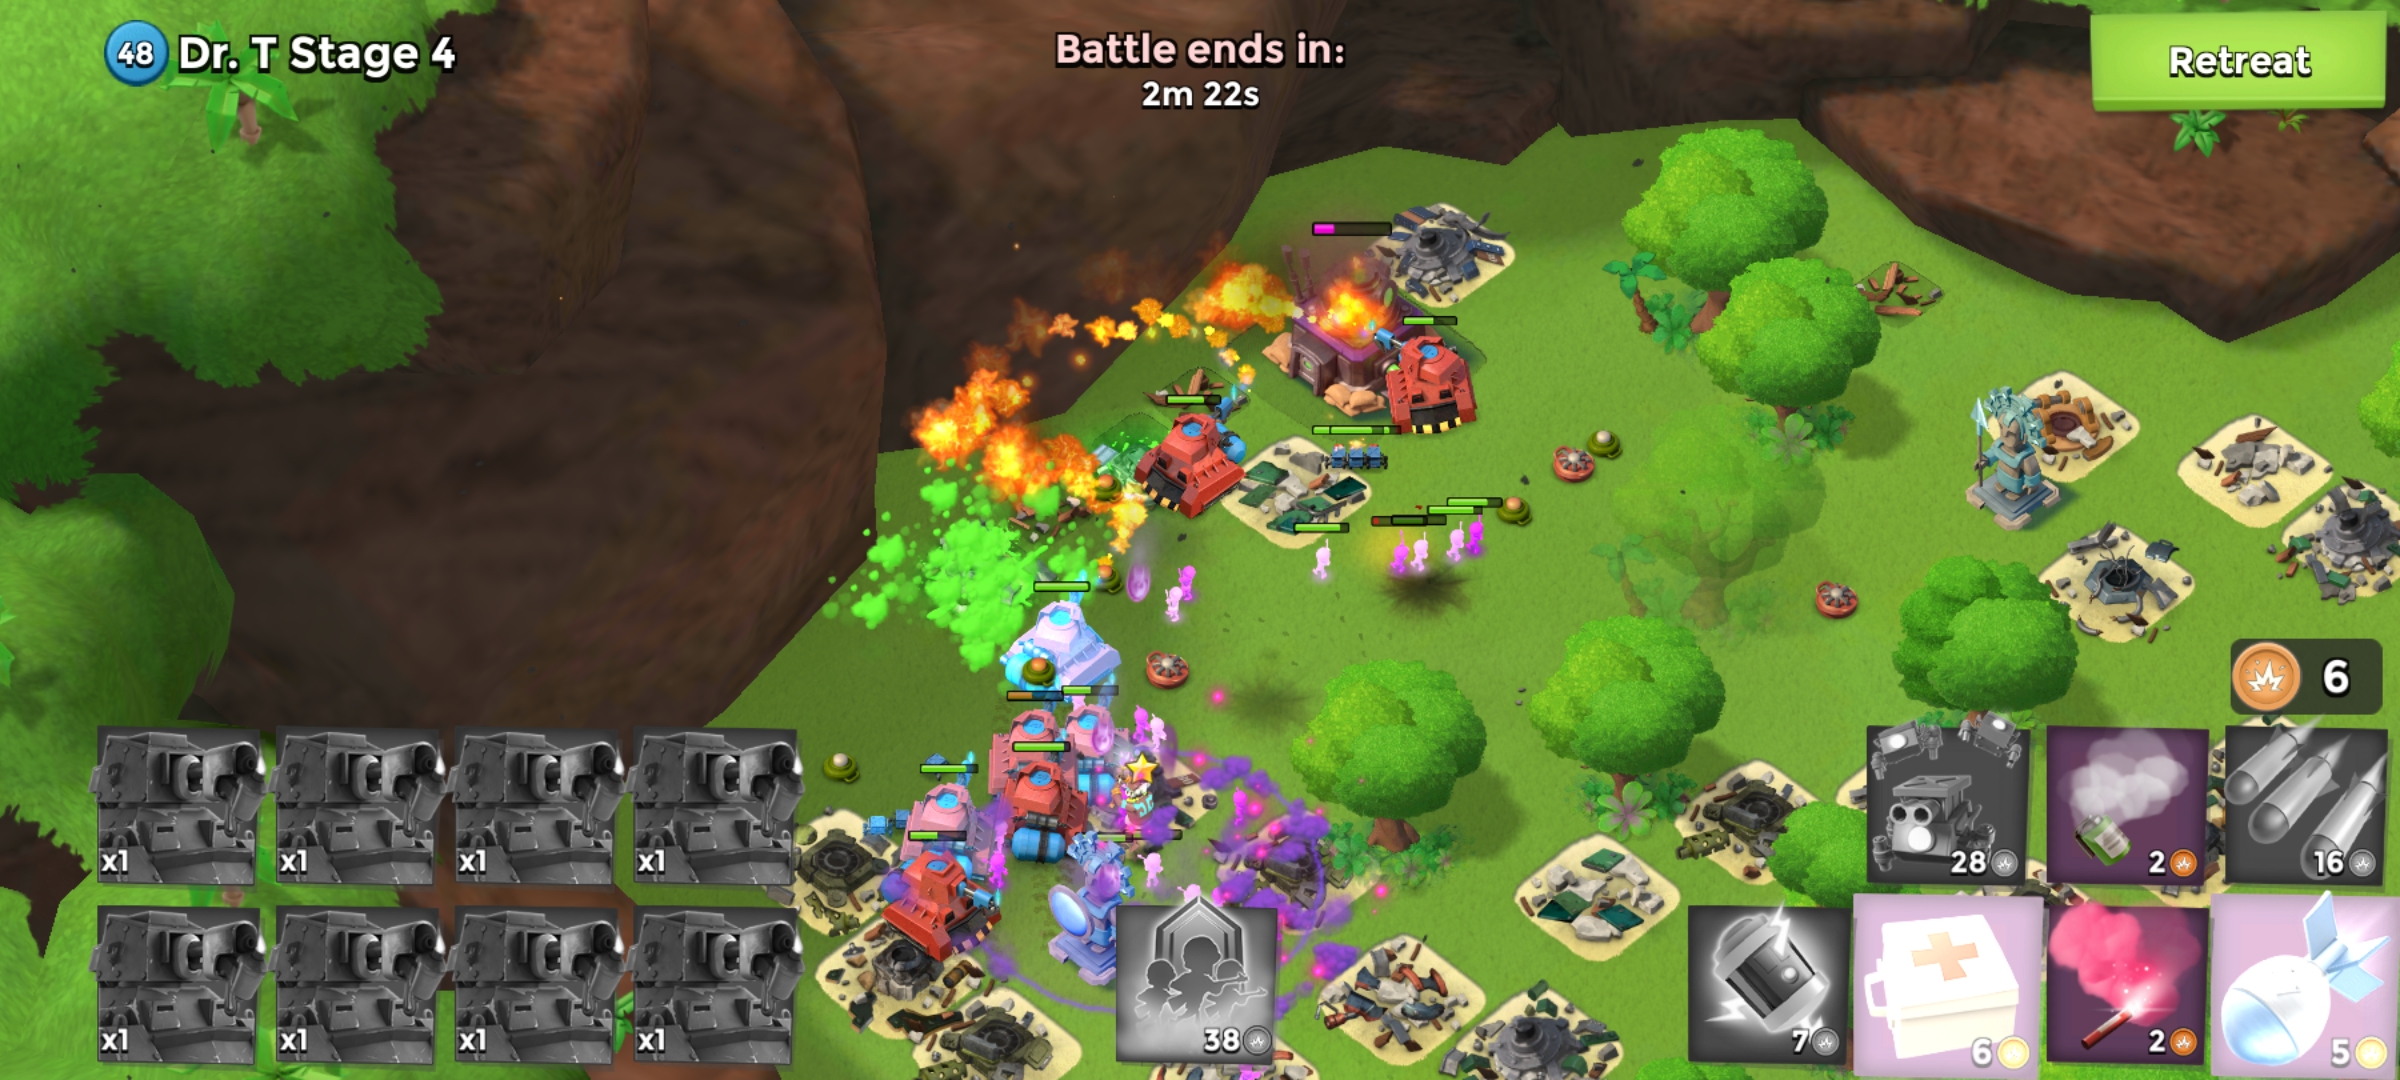 48 Dr. T Stage 4
Battle ends in:
2m 22s
Retreat
6
28
2
16
x1
x1
x1
x1
x1
x1
x1
x1
38
7
6
2
5